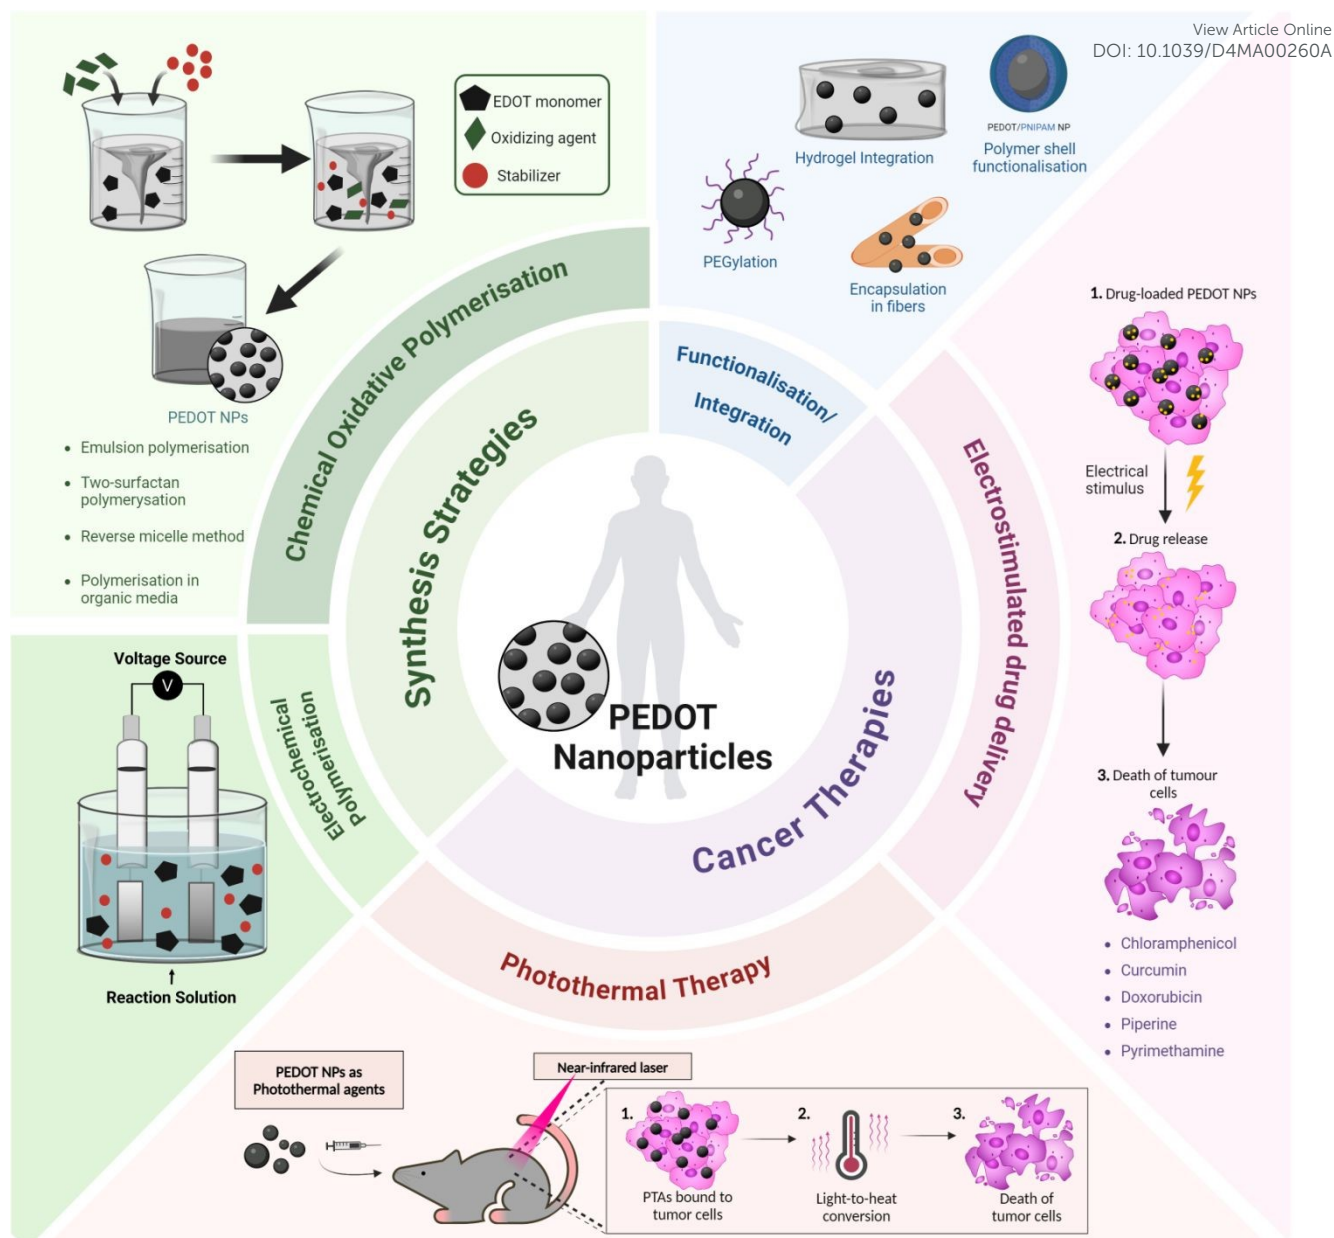 View Article Online
DOI: 10.1039/D4MA00260A
EDOT monomer
Oxidizing agent
Stabilizer
PEDOT NPs
• Emulsion polymerisation
• Two-surfactan
polymerysation
• Reverse micelle method
• Polymerisation in
organic media
Hydrogel Integration
PEDOT/PNIPAM NP
Polymer shell
functionalisation
PEGylation
Encapsulation
in fibers
Chemical Oxidative Polymerisation
Synthesis Strategies
Functionalisation/
Integration
Electrostimulated drug delivery
Cancer Therapies
PEDOT
Nanoparticles
Electrochemical
polymerisation
Photothermal Therapy
1. Drug-loaded PEDOT NPs
Electrical
stimulus
2. Drug release
3. Death of tumour
cells
• Chloramphenicol
• Curcumin
• Doxorubicin
• Piperine
• Pyrimethamine
Voltage Source
V
Reaction Solution
PEDOT NPs as
Photothermal agents
Near-infrared laser
1.
2.
3.
PTAs bound to
tumor cells
Light-to-heat
conversion
Death of
tumor cells